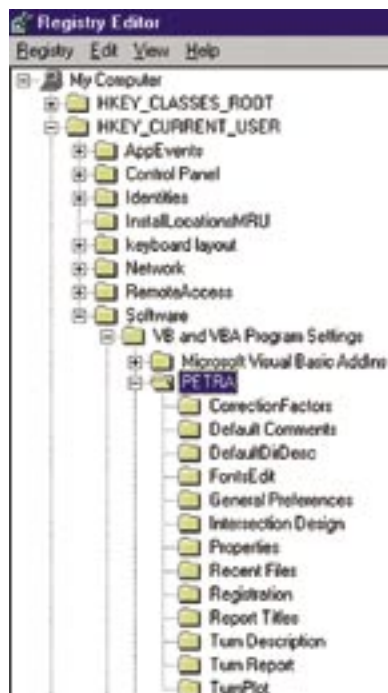 Registry Editor
Registry Edit View Help
My Computer
HKEY_CLASSES_ROOT
HKEY_CURRENT_USER
AppEvents
Control Panel
Identities
InstallLocationsMRU
keyboard layout
Network
RemoteAccess
Software
VB and VBA Program Settings
Microsoft Visual Basic AddIns
PETRA
CorrectionFactors
Default Comments
DefaultDirDesc
FontsEdit
General Preferences
Intersection Design
Properties
Recent Files
Registration
Report Titles
Turn Description
Turn Report
TurnPlot